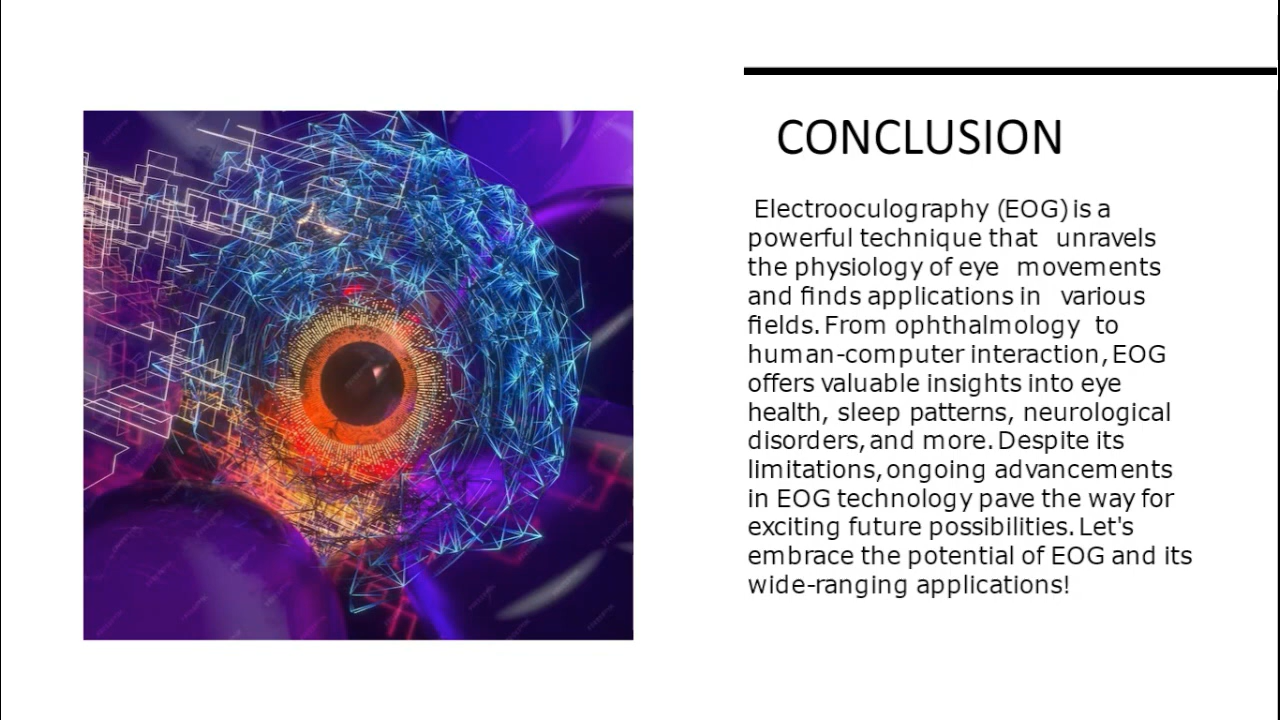 CONCLUSION
Electrooculography (EOG) is a
powerful technique that unravels
the physiology of eye movements
and finds applications in various
fields. From ophthalmology to
human-computer interaction, EOG
offers valuable insights into eye
health, sleep patterns, neurological
disorders, and more. Despite its
limitations, ongoing advancements
in EOG technology pave the way for
exciting future possibilities. Let's
embrace the potential of EOG and its
wide-ranging applications!